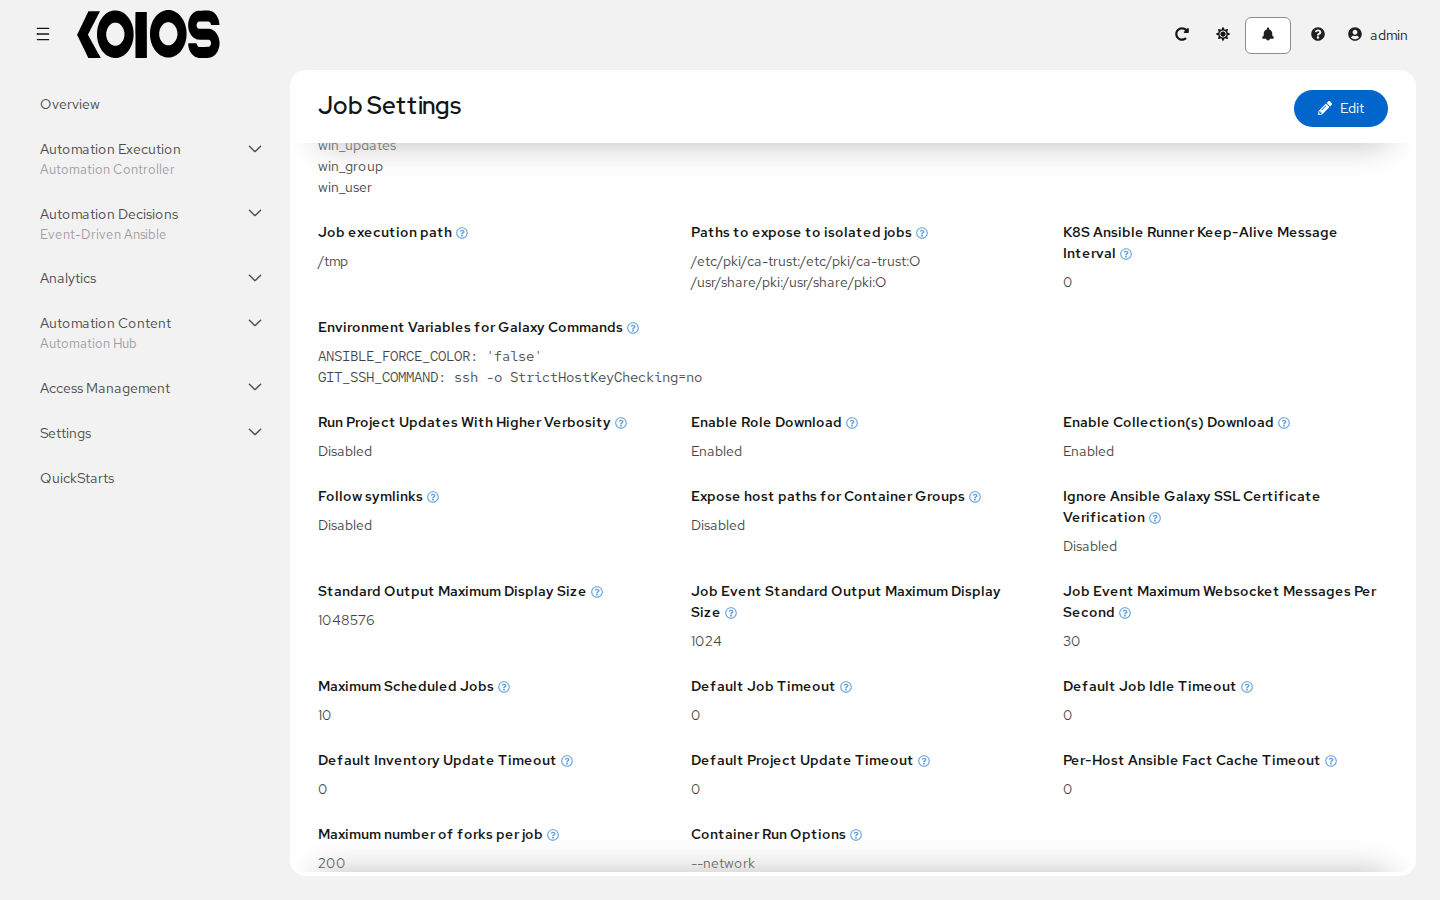 KOIOS
admin
Overview
Automation Execution
Automation Controller
Automation Decisions
Event-Driven Ansible
Analytics
Automation Content
Automation Hub
Access Management
Settings
QuickStarts
Job Settings
Edit
win_updates
win_group
win_user
Job execution path
/tmp
Paths to expose to isolated jobs
/etc/pki/ca-trust:/etc/pki/ca-trust:O
/usr/share/pki:/usr/share/pki:O
K8S Ansible Runner Keep-Alive Message
Interval
0
Environment Variables for Galaxy Commands
ANSIBLE_FORCE_COLOR: 'false'
GIT_SSH_COMMAND: ssh -o StrictHostKeyChecking=no
Run Project Updates With Higher Verbosity
Disabled
Enable Role Download
Enabled
Enable Collection(s) Download
Enabled
Follow symlinks
Disabled
Expose host paths for Container Groups
Disabled
Ignore Ansible Galaxy SSL Certificate
Verification
Disabled
Standard Output Maximum Display Size
1048576
Job Event Standard Output Maximum Display
Size
1024
Job Event Maximum Websocket Messages Per
Second
30
Maximum Scheduled Jobs
10
Default Job Timeout
0
Default Job Idle Timeout
0
Default Inventory Update Timeout
0
Default Project Update Timeout
0
Per-Host Ansible Fact Cache Timeout
0
Maximum number of forks per job
200
Container Run Options
--network